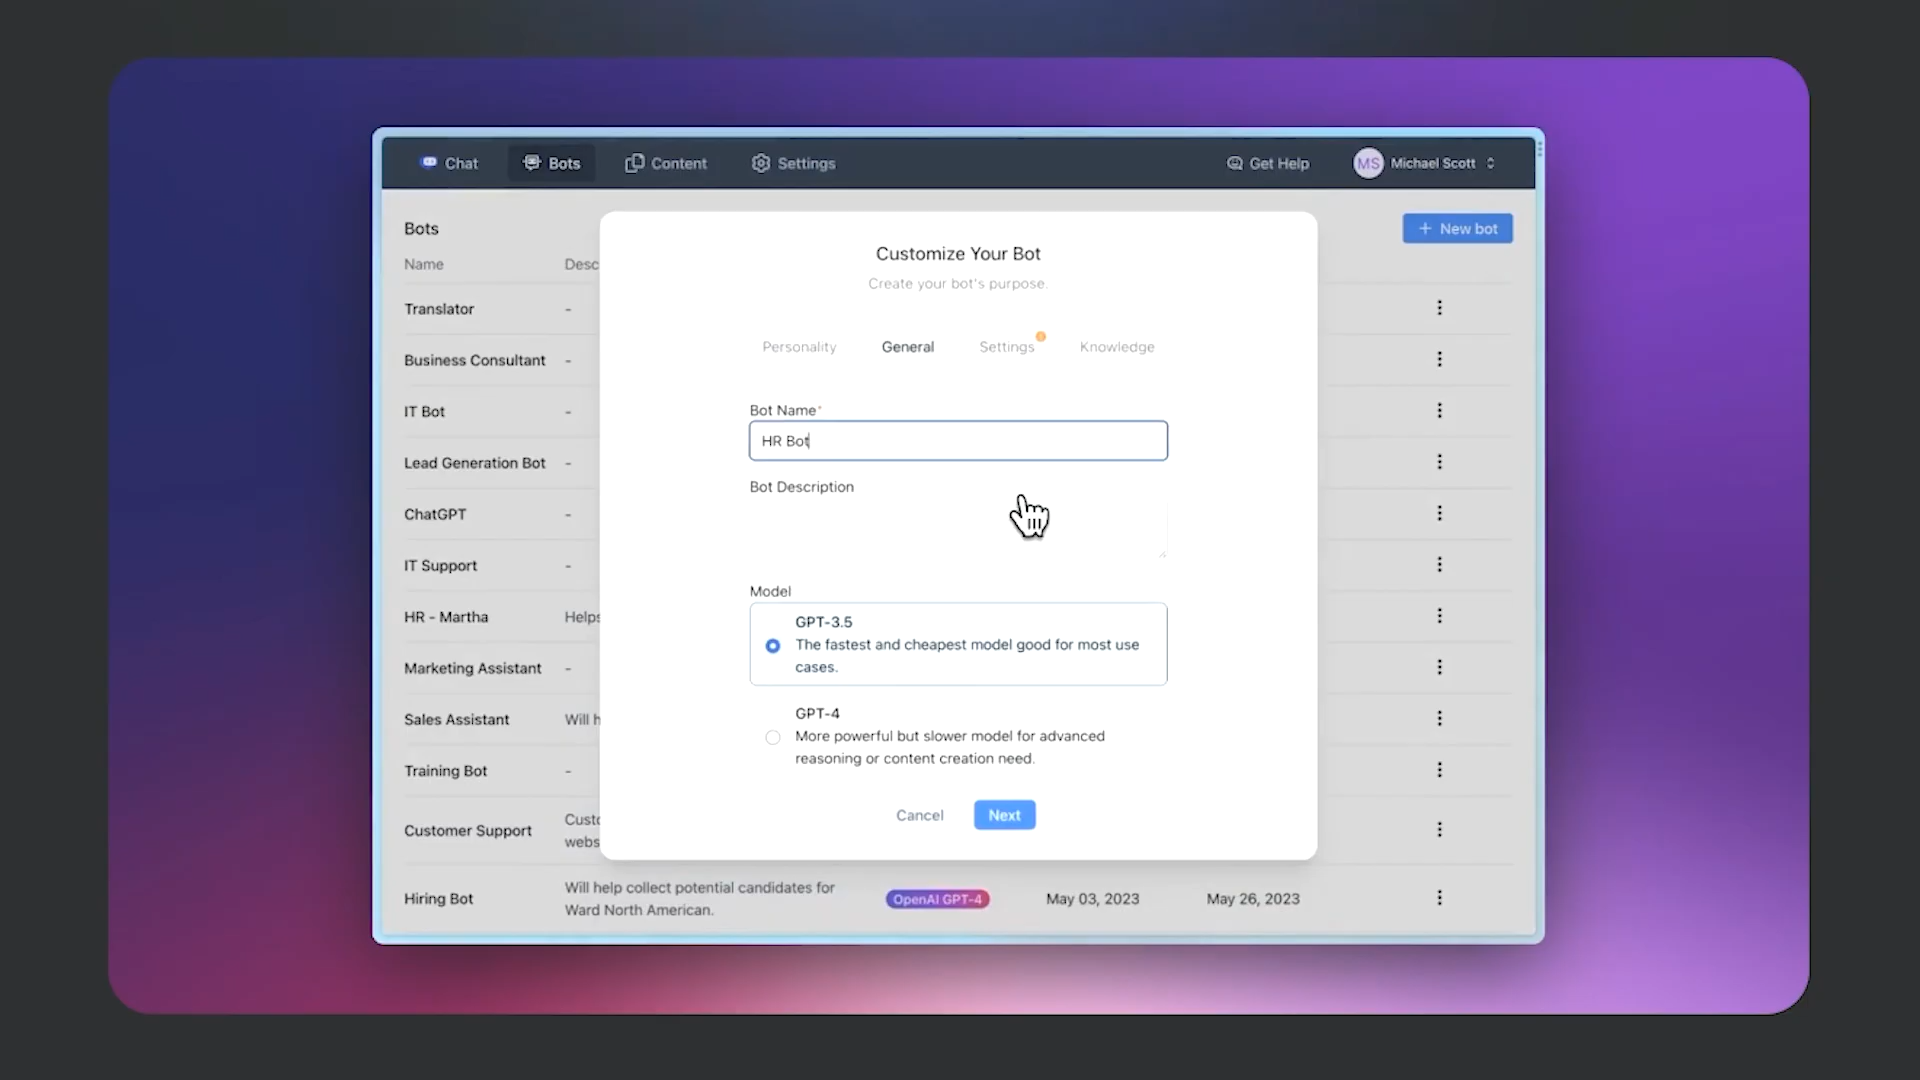 Chat
Bots
Content
Settings
Get Help
MS
Michael Scott
Bots
+ New bot
Name
Desc
Translator -
Business Consultant -
IT Bot -
Lead Generation Bot -
ChatGPT -
IT Support -
HR - Martha Helps
Marketing Assistant -
Sales Assistant Will h
Training Bot -
Customer Support
Custo
webs
Hiring Bot
Will help collect potential candidates for
Ward North American.
OpenAI GPT-4
May 03, 2023
May 26, 2023
Customize Your Bot
Create your bot's purpose.
Personality
General
Settings
Knowledge
Bot Name*
HR Bot
Bot Description
Model
GPT-3.5
The fastest and cheapest model good for most use
cases.
GPT-4
More powerful but slower model for advanced
reasoning or content creation need.
Cancel
Next